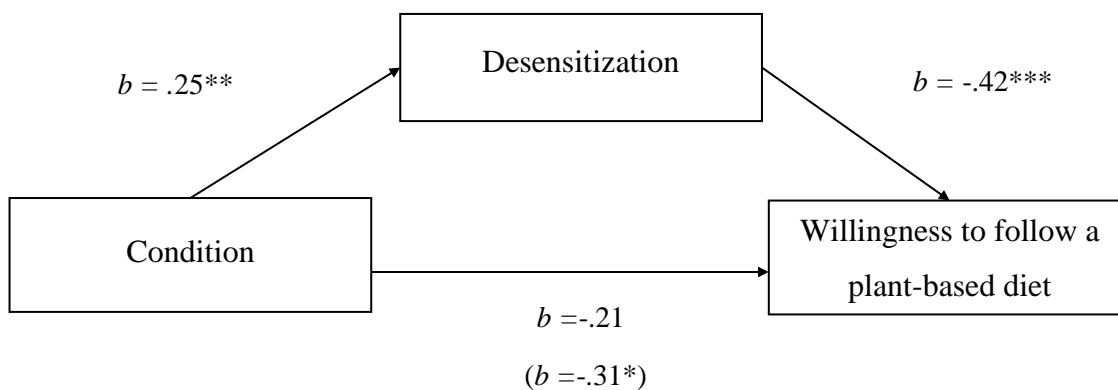 Desensitization
b = .25**
b = -.42***
Condition
Willingness to follow a
plant-based diet
b =-.21
(b =-.31*)